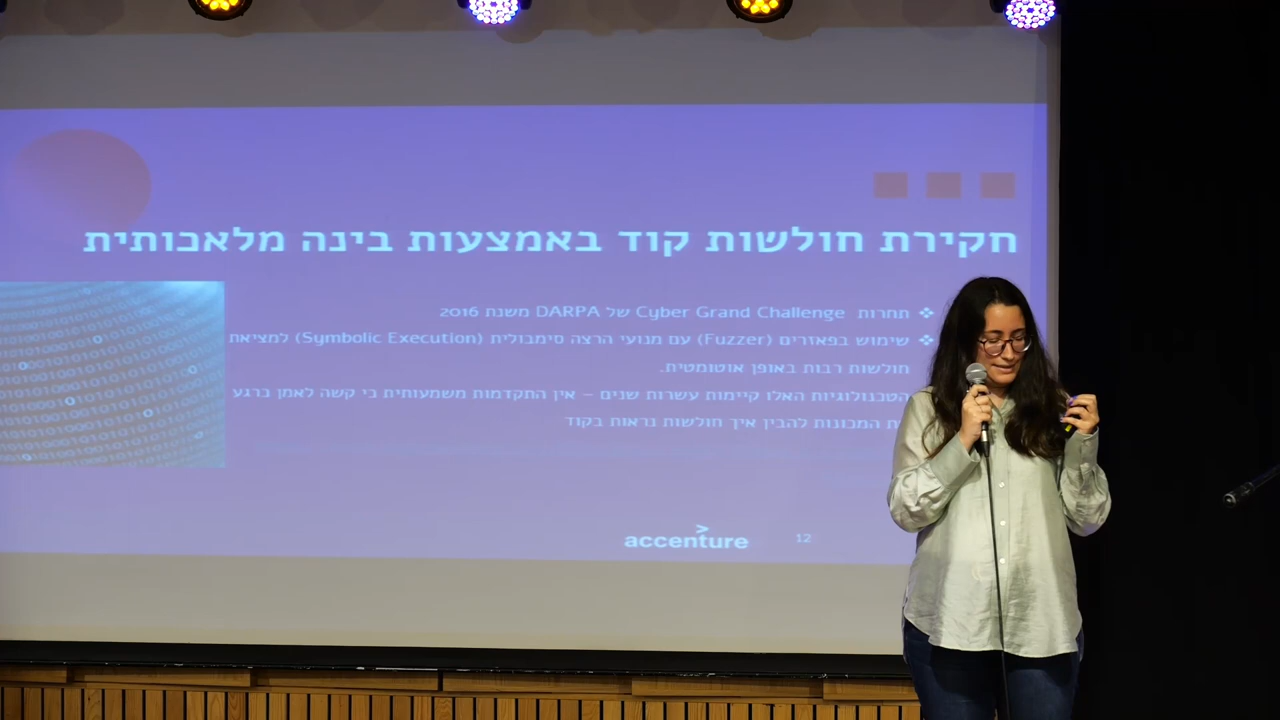 חקירת חולשות קוד באמצעות בינה מלאכותית
❖ תחרות Cyber Grand Challenge של DARPA משנת 2016
❖ שימוש בפאזרים (Fuzzer) עם מנועי הרצה סימבולית (Symbolic Execution) למציאת
חולשות רבות באופן אוטומטית.
הטכנולוגיות האלו קיימות עשרות שנים – אין התקדמות משמעותית כי קשה לאמן כרגע
המכונות להבין איך חולשות נראות בקוד
accenture
12